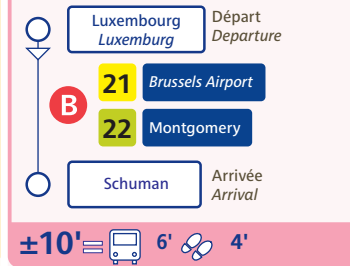 Luxembourg
Luxemburg
Départ
Departure
B
21 Brussels Airport
22 Montgomery
Schuman
Arrivée
Arrival
±10'= 6' 4'